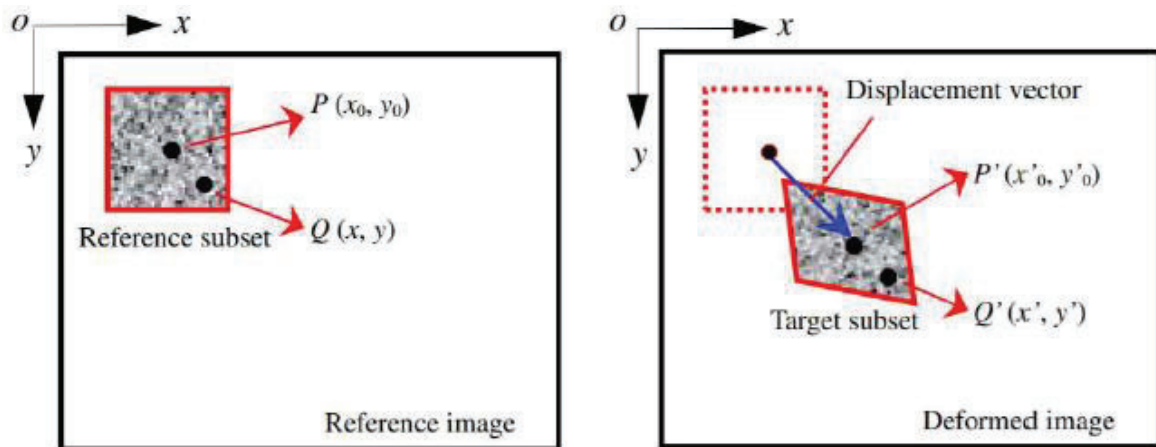 o
x
y
P (x₀, y₀)
Reference subset
Q (x, y)
Reference image
o
x
y
Displacement vector
P’ (x’₀, y’₀)
Target subset
Q’ (x’, y’)
Deformed image